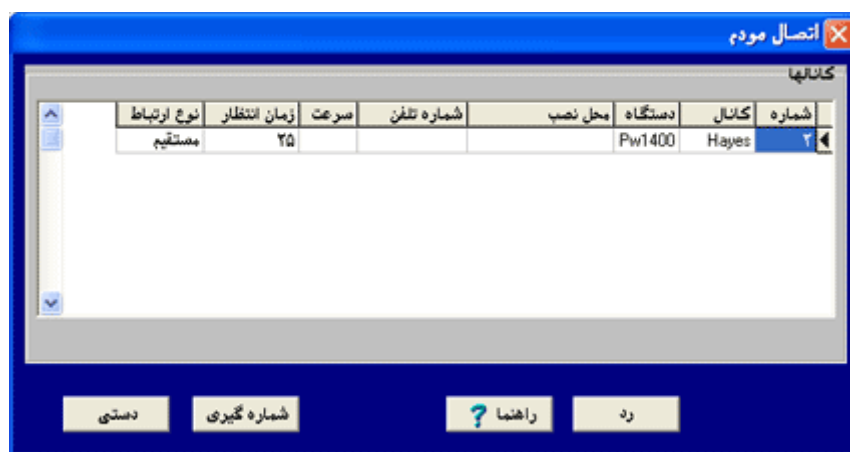 اتصال مودم
کانالها
شماره کانال دستگاه محل نصب شماره تلفن سرعت زمان انتظار نوع ارتباط
۲ Hayes Pw1400 ۲۵ مستقیم
رد راهنما ? شماره گیری دستی